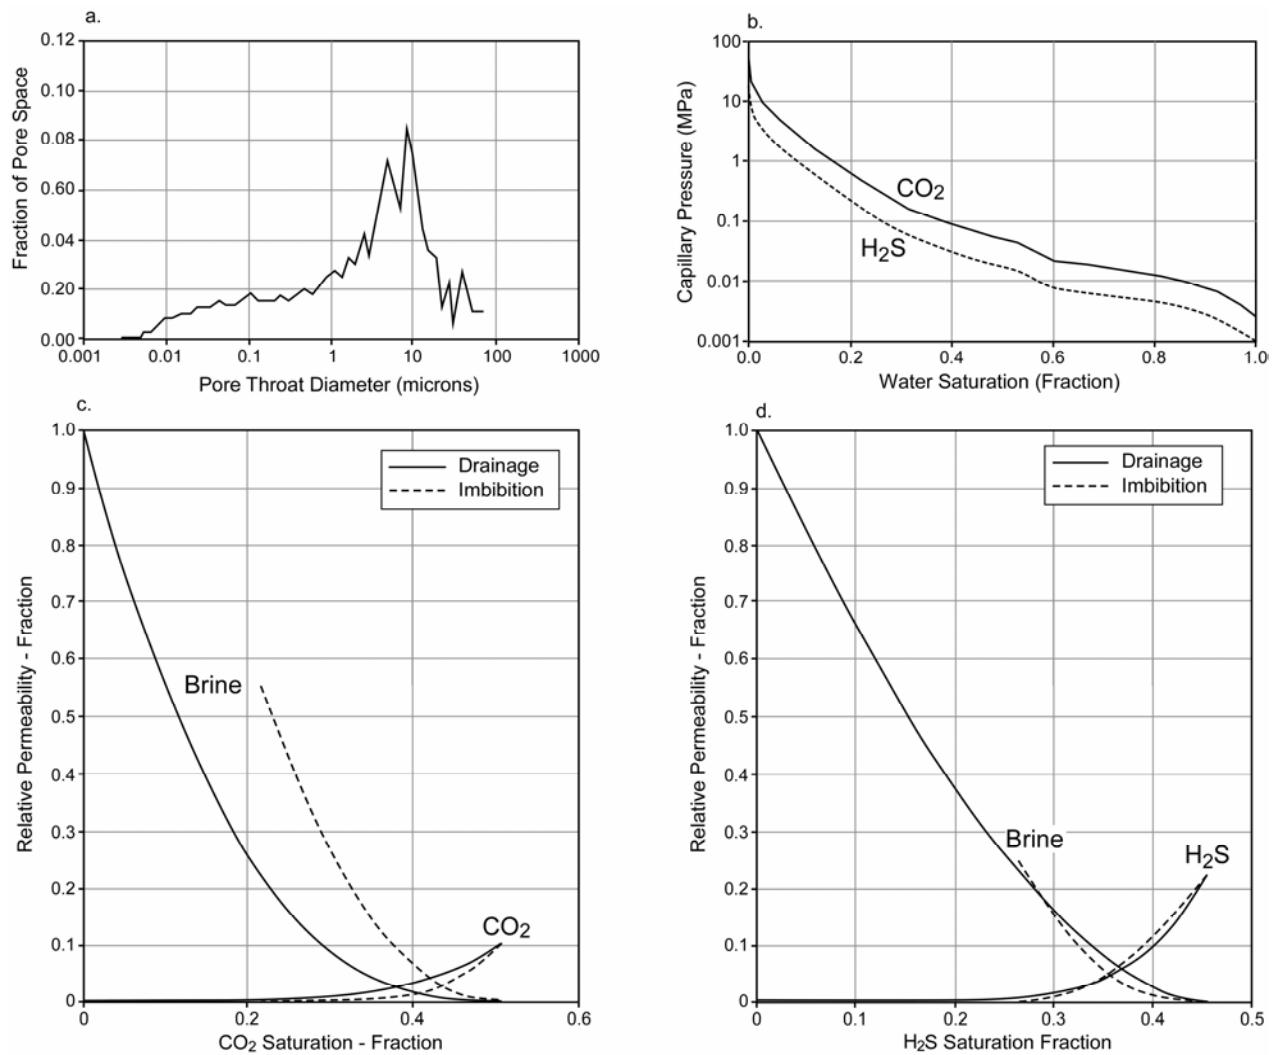 a.
0.12
0.10
0.08
0.60
0.04
0.20
0.00
0.001
0.01
0.1
1
10
100
1000
Fraction of Pore Space
Pore Throat Diameter (microns)
b.
100
10
1
0.1
0.01
0.001
0.0
0.2
0.4
0.6
0.8
1.0
Capillary Pressure (MPa)
CO2
H2S
Water Saturation (Fraction)
c.
1.0
0.9
0.8
0.7
0.6
0.5
0.4
0.3
0.2
0.1
0
0
0.2
0.4
0.6
Relative Permeability - Fraction
Drainage
Imbibition
Brine
CO2
CO2 Saturation - Fraction
d.
1.0
0.9
0.8
0.7
0.6
0.5
0.4
0.3
0.2
0.1
0
0
0.1
0.2
0.3
0.4
0.5
Relative Permeability - Fraction
Drainage
Imbibition
Brine
H2S
H2S Saturation Fraction